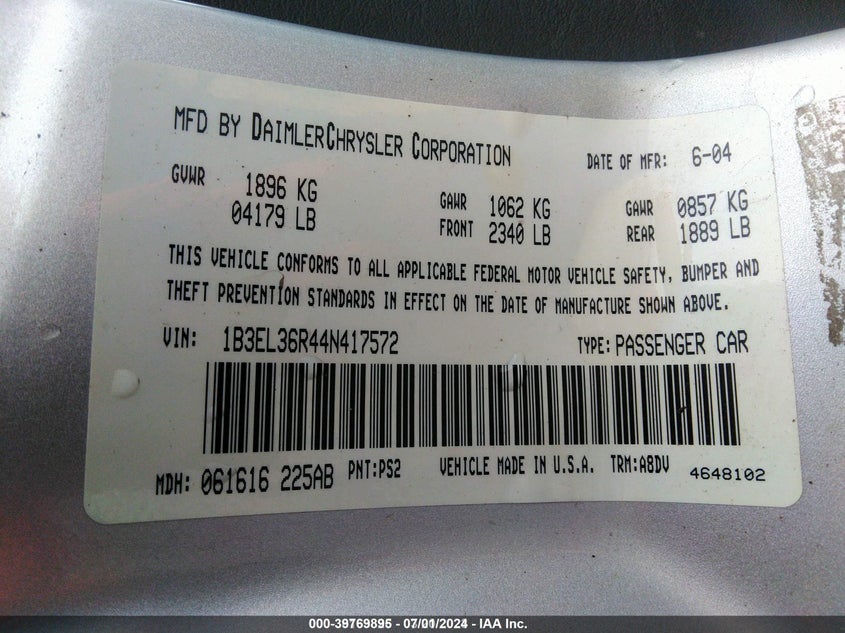 MFD BY DAIMLERCHRYSLER CORPORATION DATE OF MFR: 6-04
GVWR 1896 KG GAWR 1062 KG GAWR 0857 KG
04179 LB FRONT 2340 LB REAR 1889 LB
THIS VEHICLE CONFORMS TO ALL APPLICABLE FEDERAL MOTOR VEHICLE SAFETY, BUMPER AND
THEFT PREVENTION STANDARDS IN EFFECT ON THE DATE OF MANUFACTURE SHOWN ABOVE.
VIN: 1B3EL36R44N417572 TYPE: PASSENGER CAR
MDH: 061616 225AB PNT:PS2 VEHICLE MADE IN U.S.A. TRM:A8DV 4648102
000-39769895 - 07/01/2024 - IAA Inc.